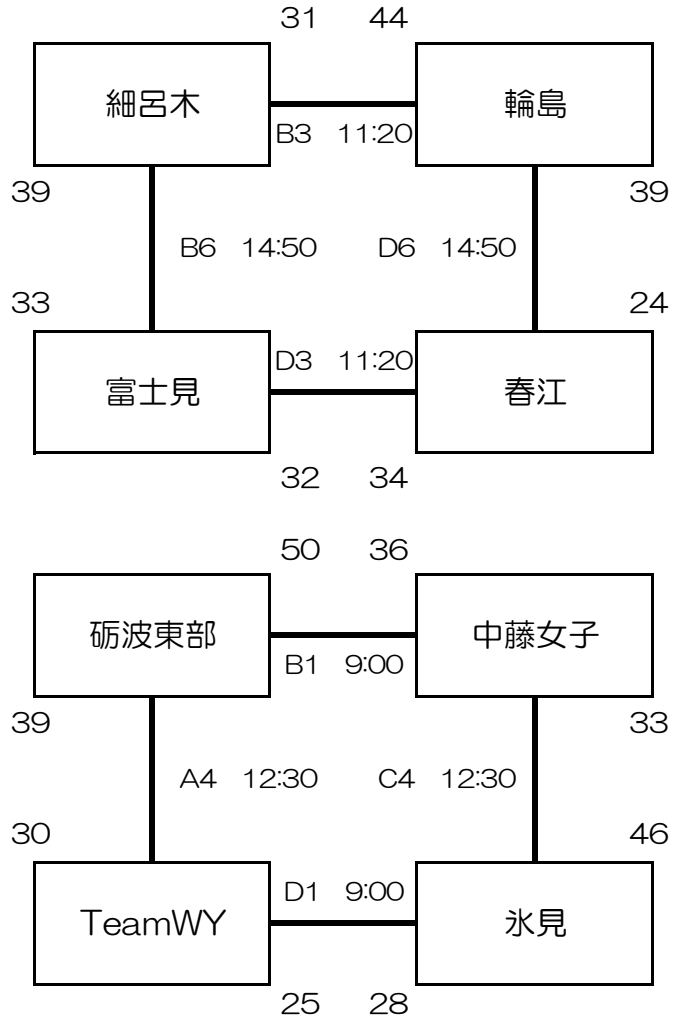 31 44
細呂木 輪島
B3 11:20
39 39
B6 14:50 D6 14:50
33 24
D3 11:20
富士見 春江
32 34
50 36
砺波東部 中藤女子
B1 9:00
39 33
A4 12:30 C4 12:30
30 46
D1 9:00
TeamWY 氷見
25 28